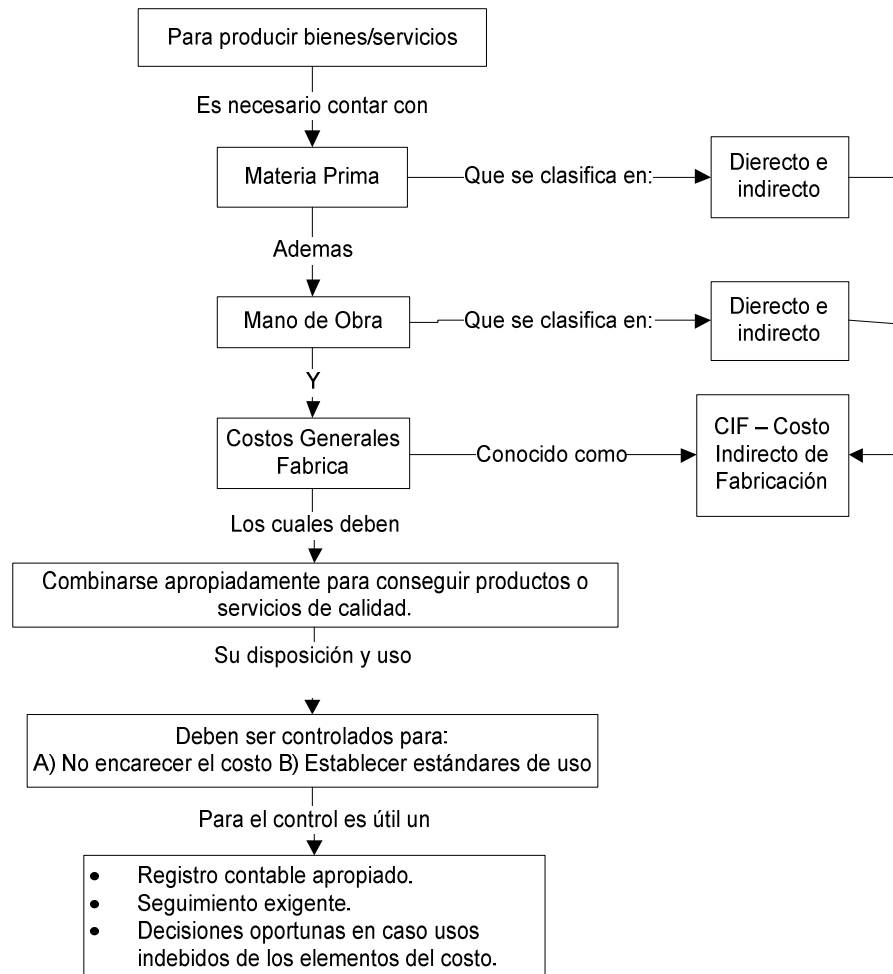 Para producir bienes/servicios
Es necesario contar con
Materia Prima
Que se clasifica en:
Dierecto e
indirecto
Ademas
Mano de Obra
Que se clasifica en:
Dierecto e
indirecto
Y
Costos Generales
Fabrica
Conocido como
CIF – Costo
Indirecto de
Fabricación
Los cuales deben
Combinarse apropiadamente para conseguir productos o
servicios de calidad.
Su disposición y uso
Deben ser controlados para:
A) No encarecer el costo B) Establecer estándares de uso
Para el control es útil un
• Registro contable apropiado.
• Seguimiento exigente.
• Decisiones oportunas en caso usos
indebidos de los elementos del costo.